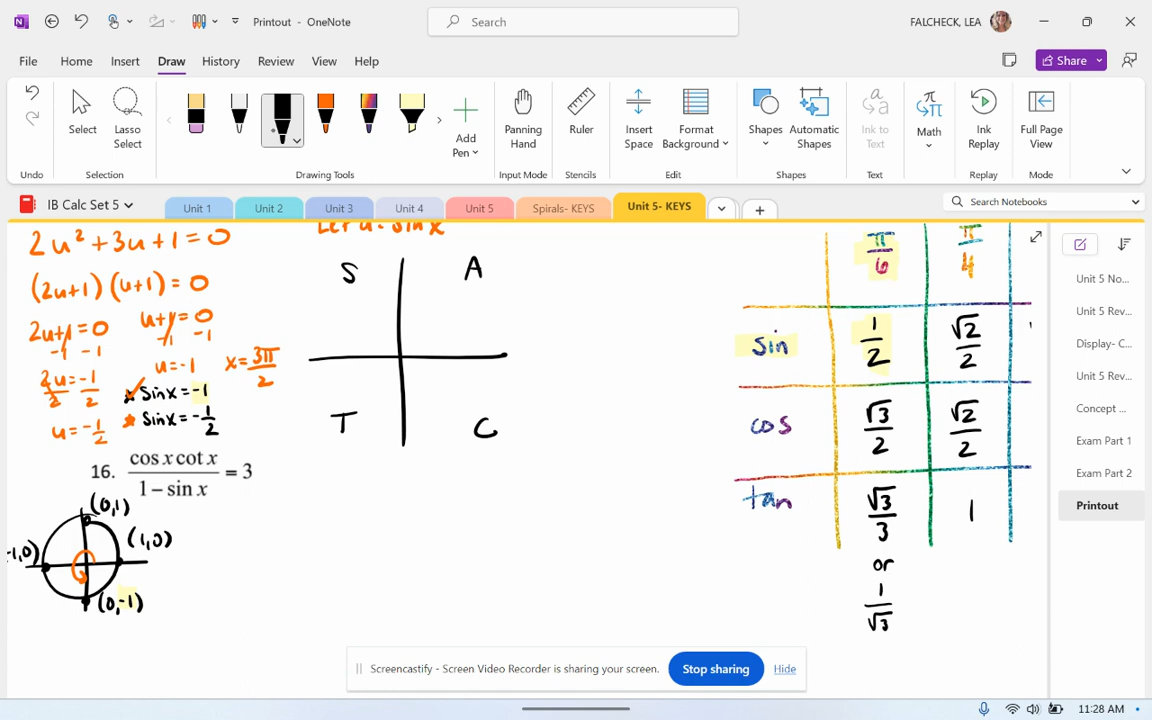 Printout - OneNote
Search
FALCHECK, LEA
File Home Insert Draw History Review View Help
Share
Select
Lasso Select
Add Pen
Panning Hand
Ruler
Insert Space
Format Background
Shapes
Automatic Shapes
Ink to Text
Math
Ink Replay
Full Page View
Undo
Selection
Drawing Tools
Input Mode
Stencils
Edit
Shapes
Text
Math
Replay
Mode
IB Calc Set 5
Unit 1
Unit 2
Unit 3
Unit 4
Unit 5
Spirals- KEYS
Unit 5- KEYS
Search Notebooks
2u² + 3u + 1 = 0
Let u = sin x
(2u+1)(u+1) = 0
2u+1 = 0
-1 -1
2u = -1
2 2
u = -1/2
u+1 = 0
-1 -1
u = -1
x = 3π/2
sin x = -1
sin x = -1/2
S A
T C
16. cos x cot x / 1 − sin x = 3
(0,1)
(1,0)
-1,0)
(0,-1)
π/6 π/4
sin 1/2 √2/2
cos √3/2 √2/2
tan √3/3 1
or
1/√3
Unit 5 No...
Unit 5 Rev...
Display- C...
Unit 5 Rev...
Concept ...
Exam Part 1
Exam Part 2
Printout
Screencastify - Screen Video Recorder is sharing your screen.
Stop sharing
Hide
11:28 AM